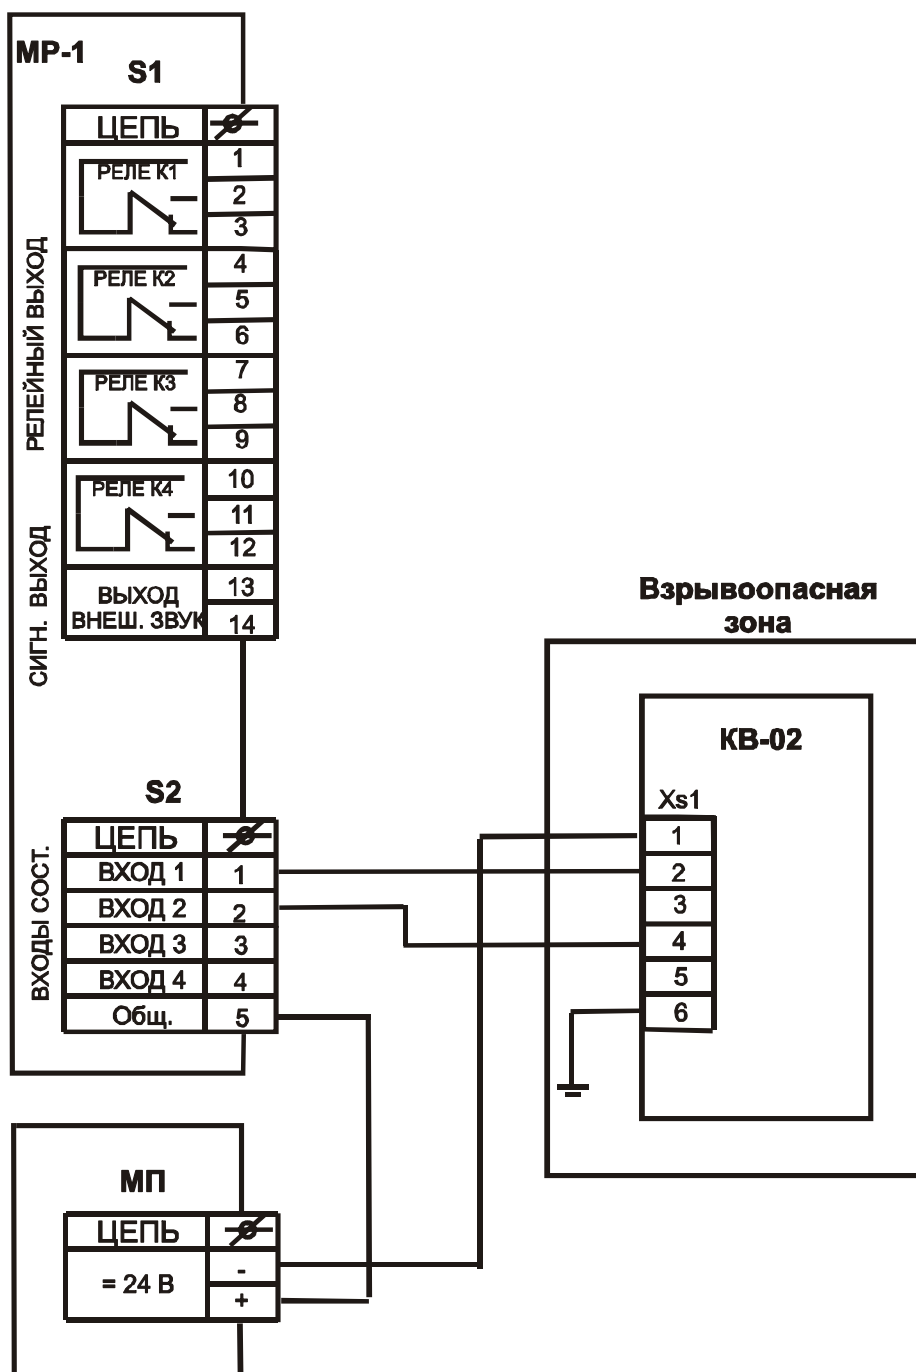 МР-1
S1
ЦЕПЬ
РЕЛЕ К1
1
2
3
РЕЛЕ К2
4
5
6
РЕЛЕ К3
7
8
9
РЕЛЕ К4
10
11
12
ВЫХОД
ВНЕШ. ЗВУК
13
14
РЕЛЕЙНЫЙ ВЫХОД
СИГН. ВЫХОД
S2
ЦЕПЬ
ВХОД 1 1
ВХОД 2 2
ВХОД 3 3
ВХОД 4 4
Общ. 5
ВХОДЫ СОСТ.
Взрывоопасная
зона
КВ-02
Xs1
1
2
3
4
5
6
МП
ЦЕПЬ
= 24 В
-
+